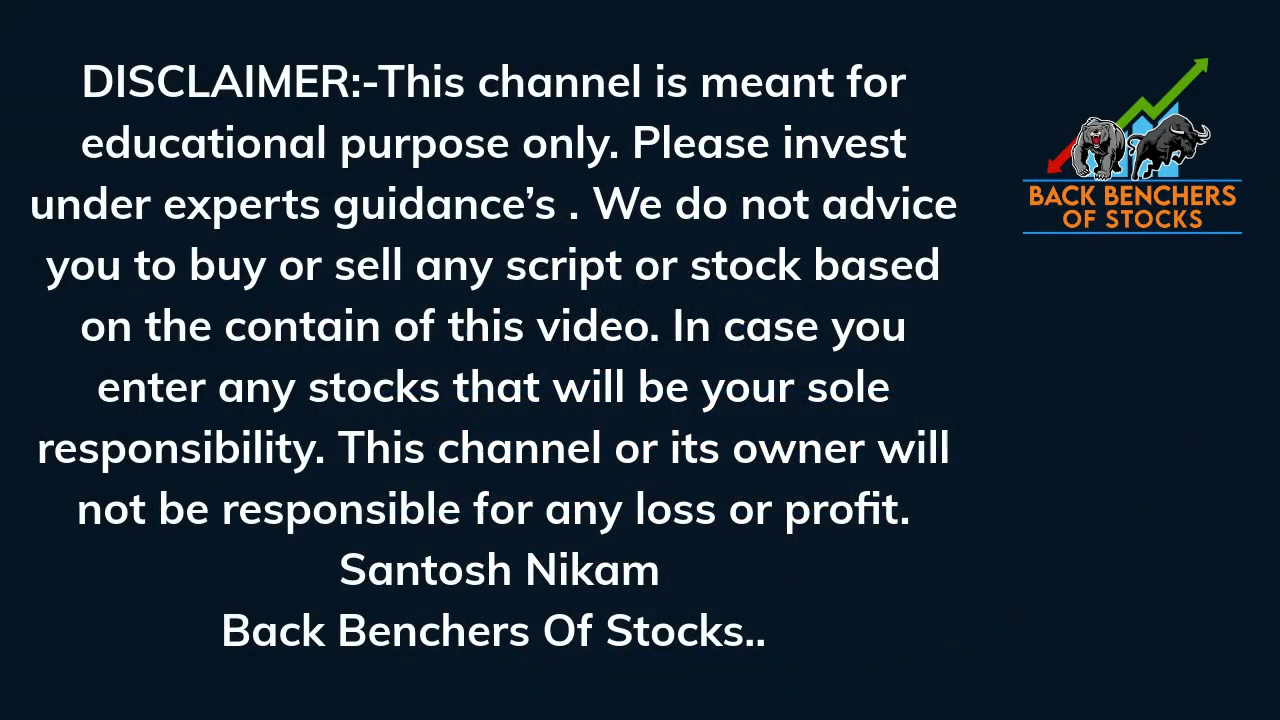 DISCLAIMER:-This channel is meant for
educational purpose only. Please invest
under experts guidance’s . We do not advice
you to buy or sell any script or stock based
on the contain of this video. In case you
enter any stocks that will be your sole
responsibility. This channel or its owner will
not be responsible for any loss or profit.
Santosh Nikam
Back Benchers Of Stocks..
BACK BENCHERS
OF STOCKS